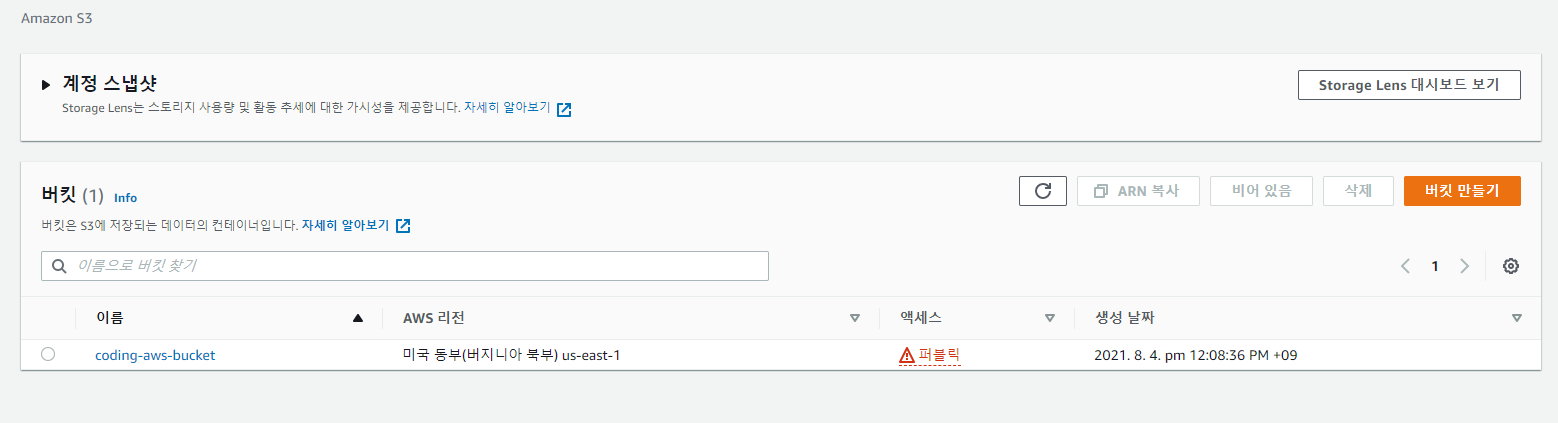 Amazon S3
계정 스냅샷
Storage Lens는 스토리지 사용량 및 활동 추세에 대한 가시성을 제공합니다. 자세히 알아보기
Storage Lens 대시보드 보기
버킷 (1) Info
ARN 복사
비어 있음
삭제
버킷 만들기
버킷은 S3에 저장되는 데이터의 컨테이너입니다. 자세히 알아보기
이름으로 버킷 찾기
1
이름 AWS 리전 액세스 생성 날짜
coding-aws-bucket 미국 동부(버지니아 북부) us-east-1 퍼블릭 2021. 8. 4. pm 12:08:36 PM +09